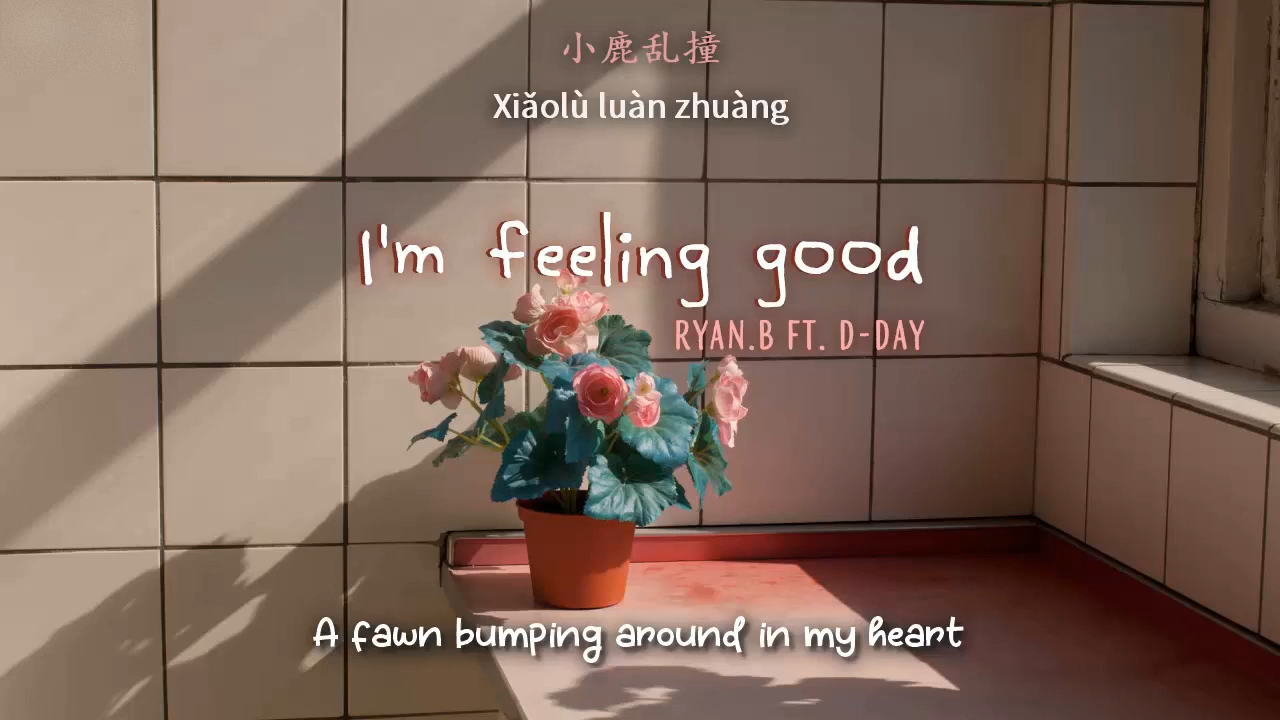 小鹿乱撞
Xiǎolù luàn zhuàng
I'm feeling good
RYAN.B FT. D-DAY
A fawn bumping around in my heart